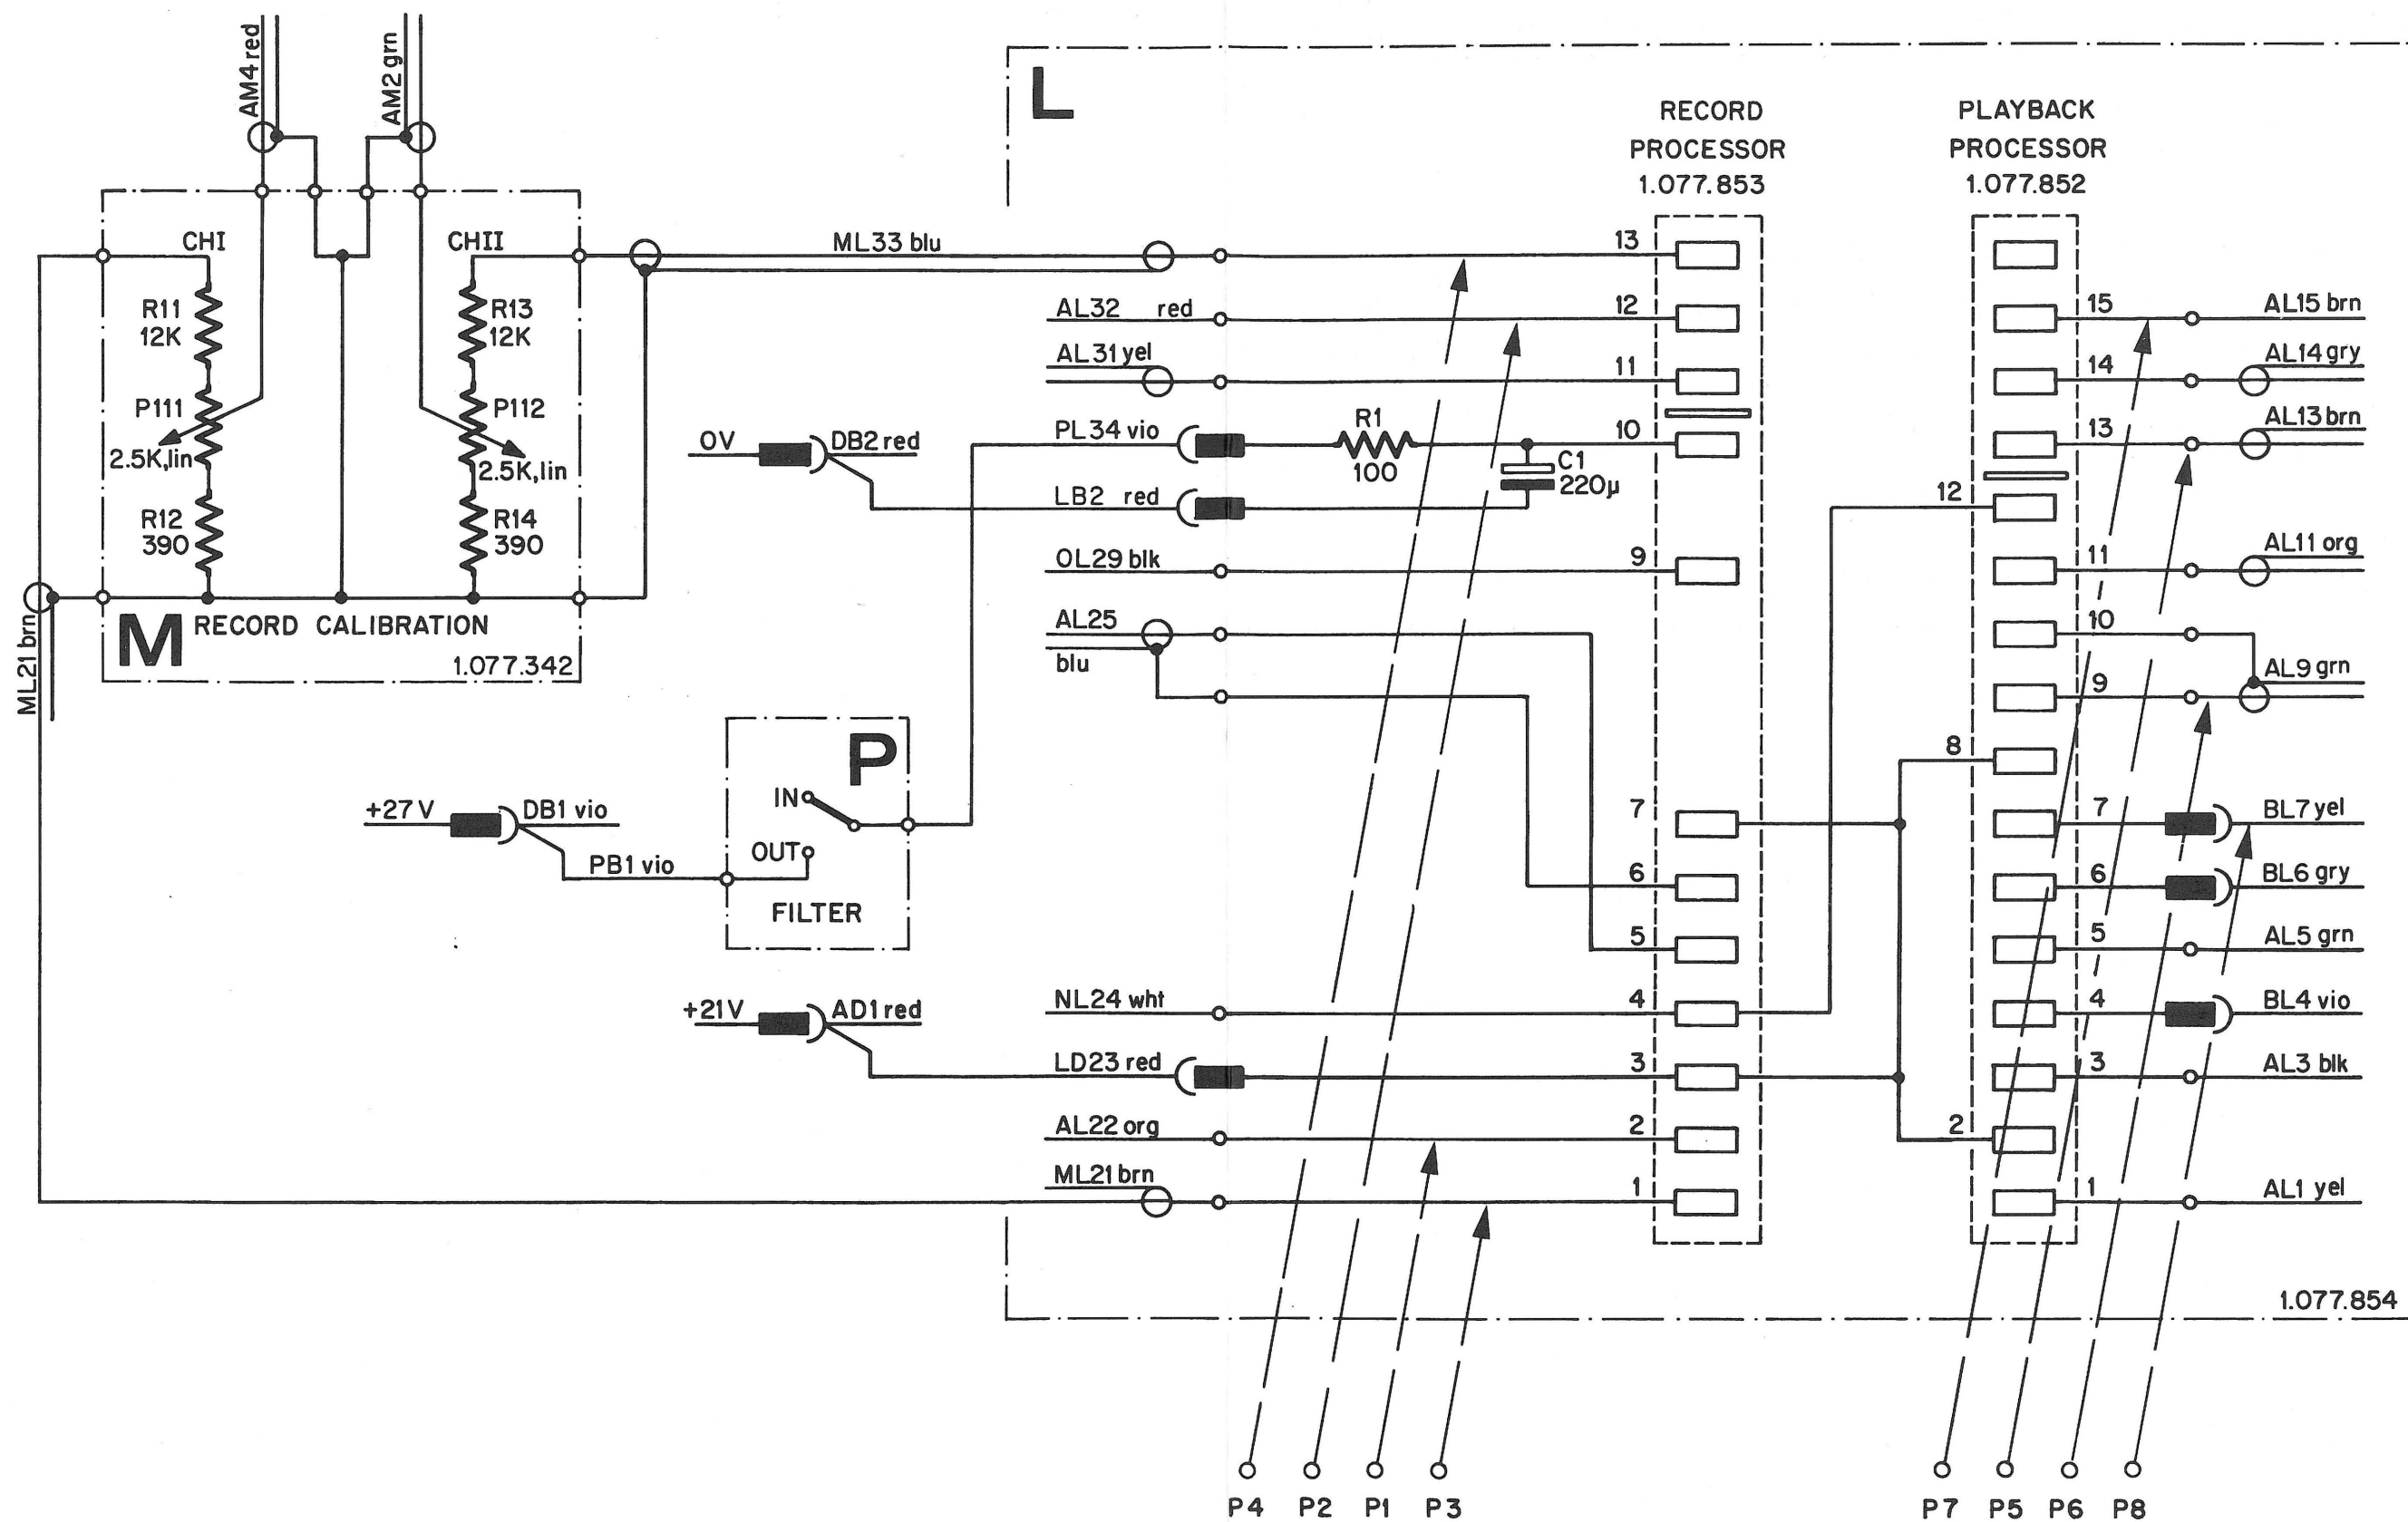 AM4 red
AM2 grn
L
RECORD
PROCESSOR
1.077.853
PLAYBACK
PROCESSOR
1.077.852
CHI
CHII
ML33 blu
13
R11
12K
R13
12K
AL32 red
12
15
AL15 brn
AL31 yel
11
14
AL14 gry
P111
2.5K,lin
P112
2.5K,lin
0V
DB2 red
PL34 vio
R1
100
10
13
AL13 brn
C1
220µ
LB2 red
12
R12
390
R14
390
OL29 blk
9
11
AL11 org
ML21 brn
M
RECORD CALIBRATION
1.077.342
AL25
blu
10
9
AL9 grn
P
8
+27V
DB1 vio
IN
OUT
PB1 vio
FILTER
7
7
BL7 yel
6
6
BL6 gry
5
5
AL5 grn
+21V
AD1 red
NL24 wht
4
4
BL4 vio
LD23 red
3
3
AL3 blk
AL22 org
2
2
ML21 brn
1
1
AL1 yel
1.077.854
P4
P2
P1
P3
P7
P5
P6
P8